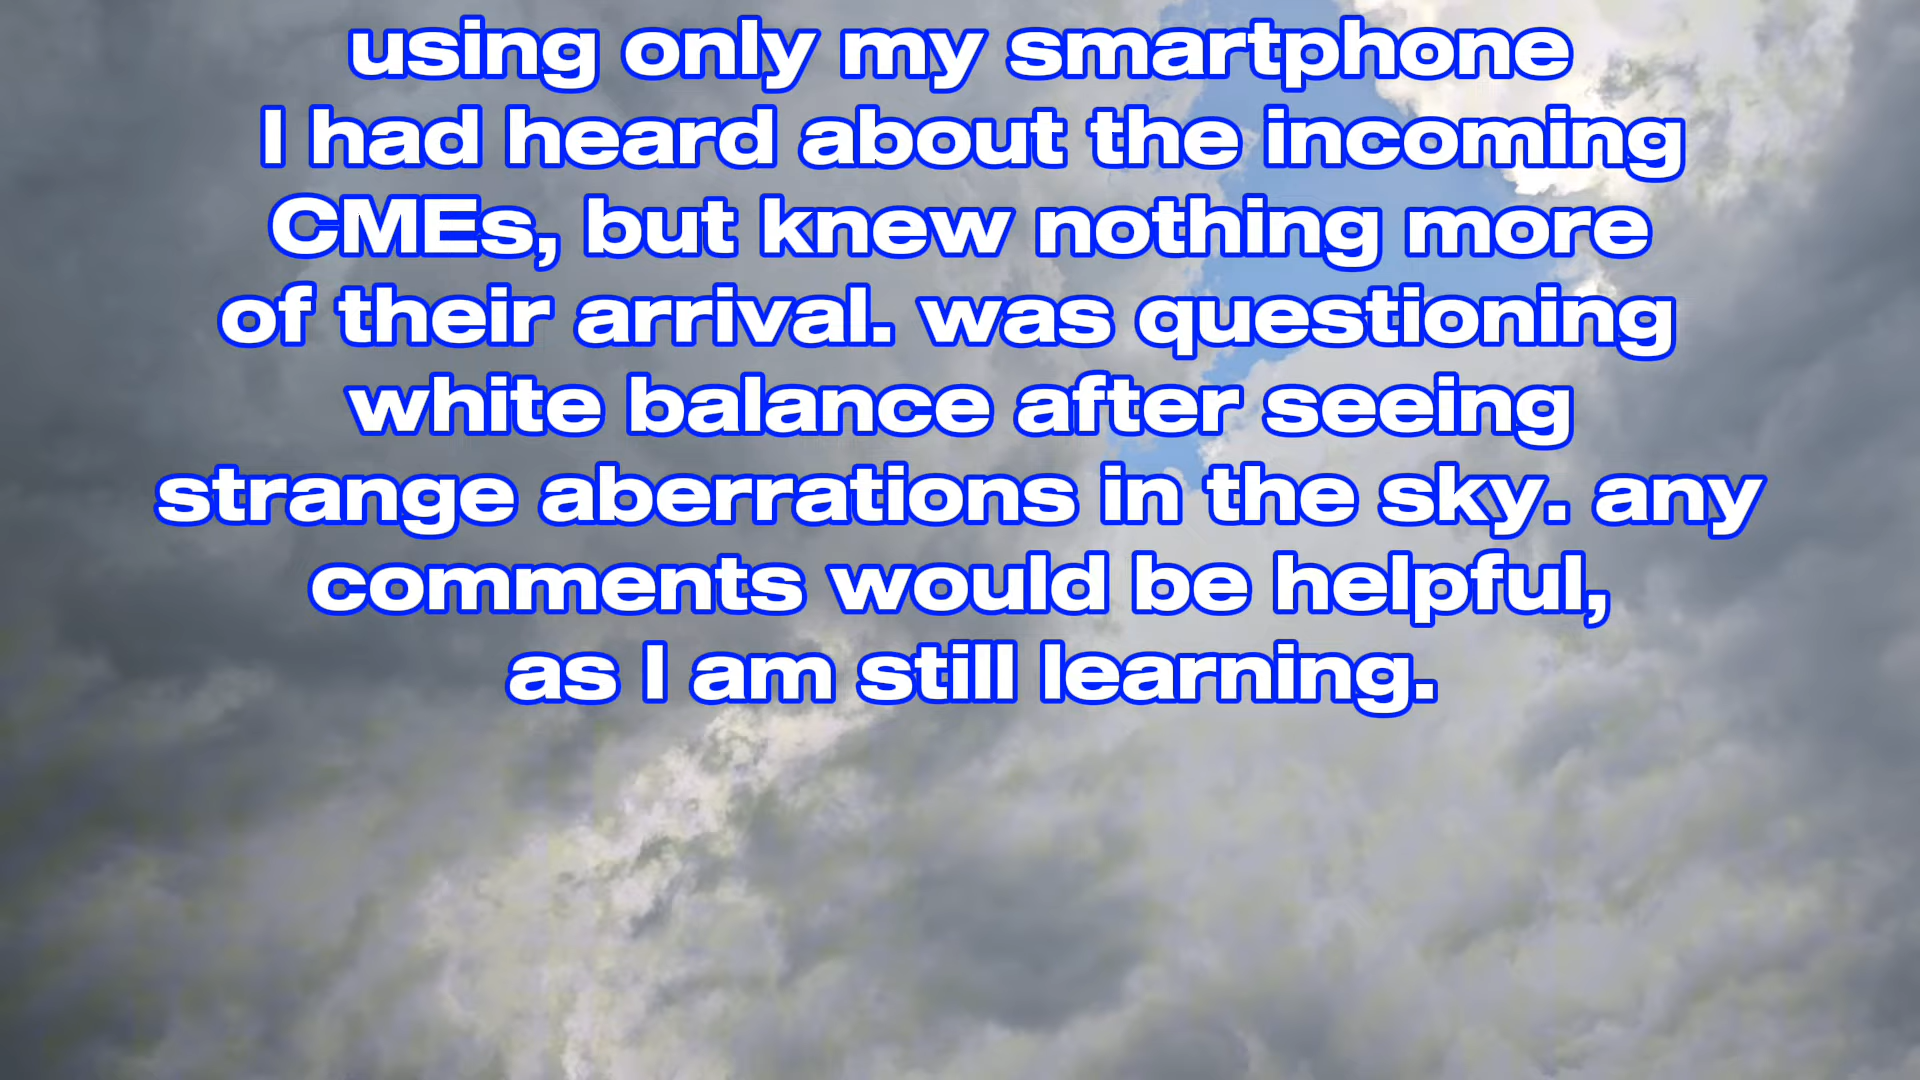 using only my smartphone
I had heard about the incoming
CMEs, but knew nothing more
of their arrival. was questioning
white balance after seeing
strange aberrations in the sky. any
comments would be helpful,
as I am still learning.